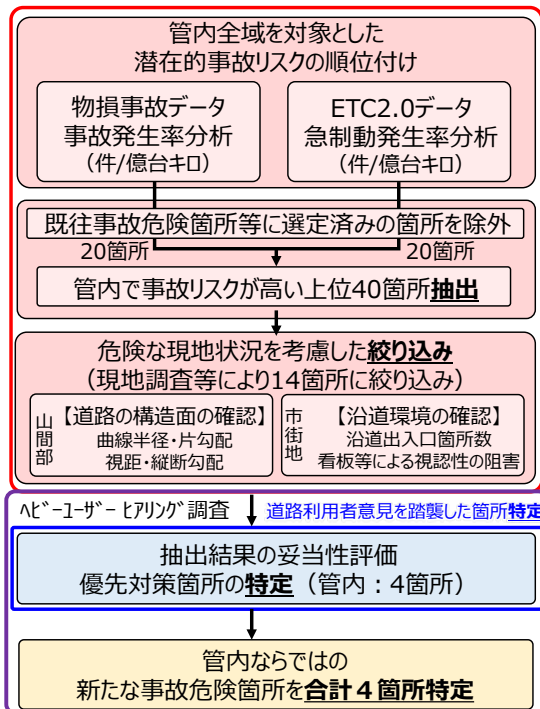 管内全域を対象とした
潜在的事故リスクの順位付け
物損事故データ
事故発生率分析
(件/億台キロ)
ETC2.0データ
急制動発生率分析
(件/億台キロ)
既往事故危険箇所等に選定済みの箇所を除外
20箇所
20箇所
管内で事故リスクが高い上位40箇所抽出
危険な現地状況を考慮した絞り込み
(現地調査等により14箇所に絞り込み)
山間部
【道路の構造面の確認】
曲線半径・片勾配
視距・縦断勾配
市街地
【沿道環境の確認】
沿道出入口箇所数
看板等による視認性の阻害
ﾍﾋﾞｰﾕｰｻﾞｰ ﾋｱﾘﾝｸﾞ調査
道路利用者意見を踏襲した箇所特定
抽出結果の妥当性評価
優先対策箇所の特定（管内：4箇所）
管内ならではの
新たな事故危険箇所を合計４箇所特定